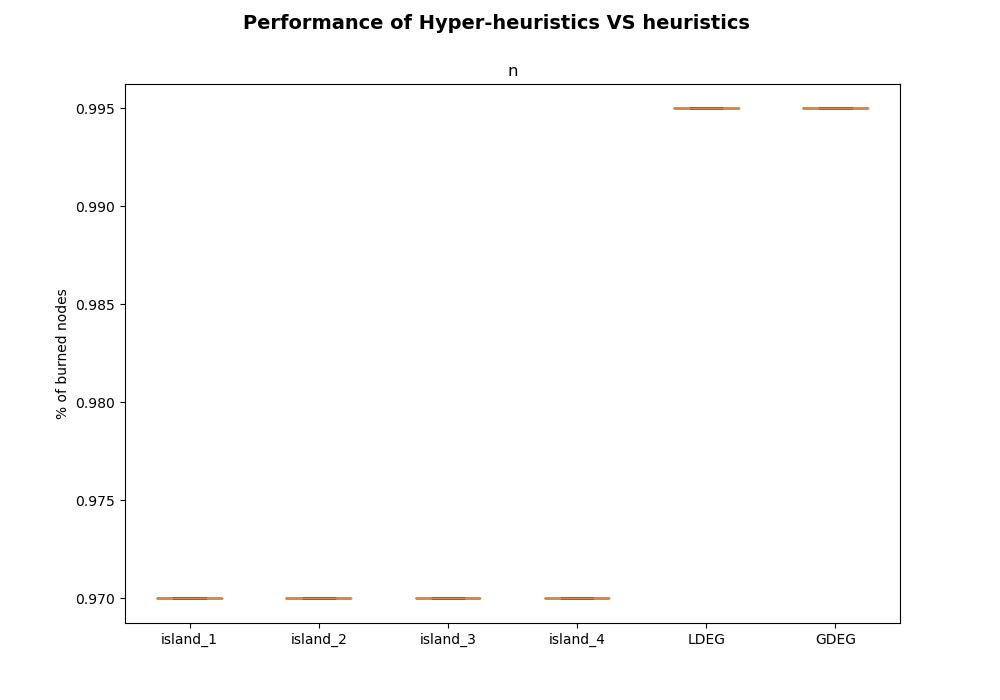 Performance of Hyper-heuristics VS heuristics
n
% of burned nodes
0.995
0.990
0.985
0.980
0.975
0.970
island_1 island_2 island_3 island_4 LDEG GDEG